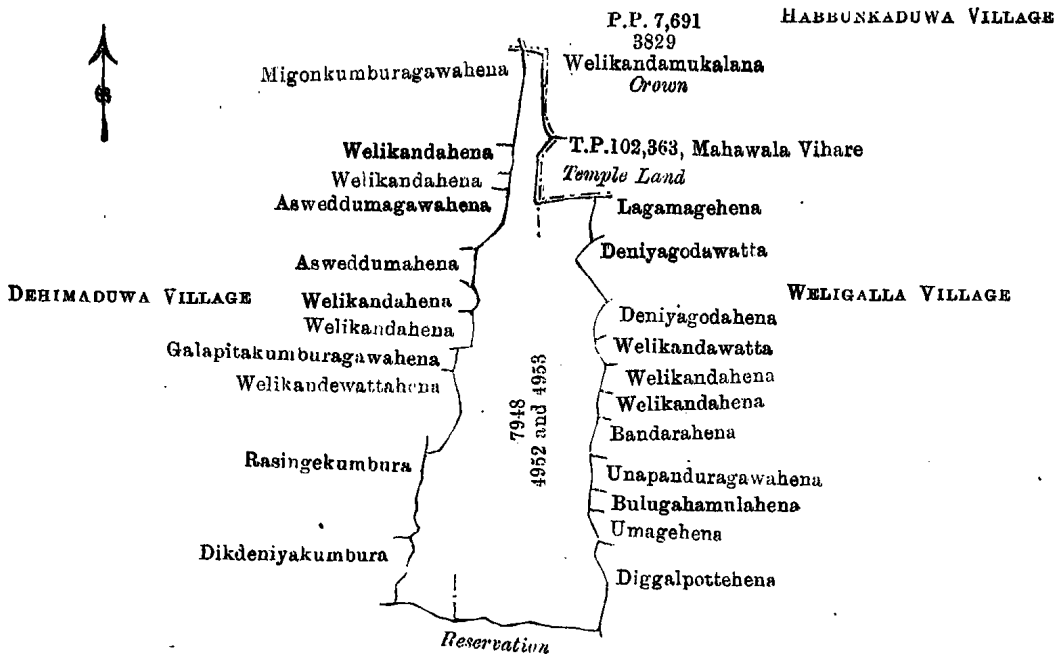 P.P. 7,691
3829
Welikandamukalana
Crown
HABBUNKADUWA VILLAGE
Migonkumburagawahena
Welikandahena
Welikandahena
Asweddumagawahena
Asweddumahena
DEHIMADUWA VILLAGE
Welikandahena
Welikandahena
Galapitakumburagawahena
Welikandewattahena
Rasingekumbura
Dikdeniyakumbura
T.P.102,363, Mahawala Vihare
Temple Land
Lagamagehena
Deniyagodawatta
WELIGALLA VILLAGE
Deniyagodahena
Welikandawatta
Welikandahena
Welikandahena
Bandarahena
Unapanduragawahena
Bulugahamulahena
Umagehena
Diggalpottehena
7948
4952 and 4953
Reservation